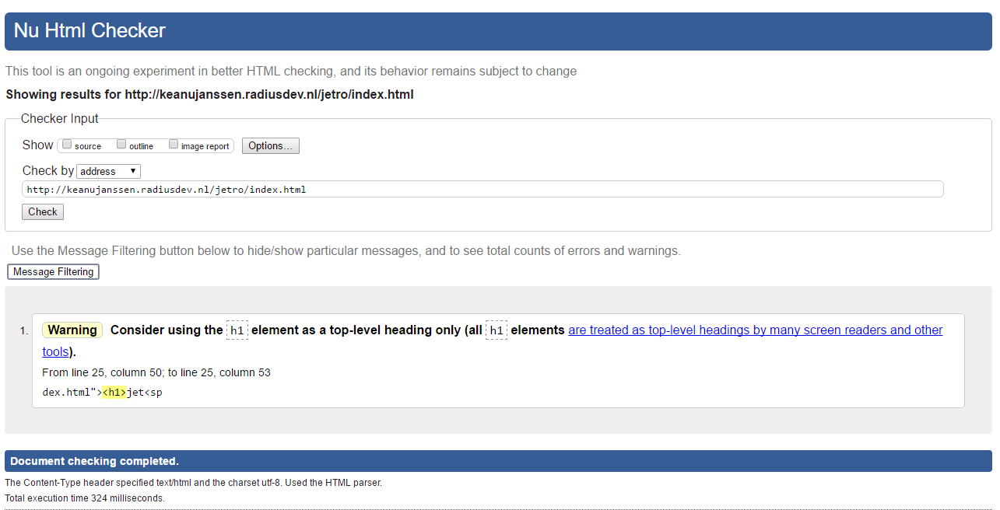 Nu Html Checker
This tool is an ongoing experiment in better HTML checking, and its behavior remains subject to change
Showing results for http://keanujanssen.radiusdev.nl/jetro/index.html
Checker Input
Show source outline image report Options...
Check by address
http://keanujanssen.radiusdev.nl/jetro/index.html
Check
Use the Message Filtering button below to hide/show particular messages, and to see total counts of errors and warnings.
Message Filtering
1. Warning Consider using the h1 element as a top-level heading only (all h1 elements are treated as top-level headings by many screen readers and other
tools).
From line 25, column 50; to line 25, column 53
dex.html"><h1>jet<sp
Document checking completed.
The Content-Type header specified text/html and the charset utf-8. Used the HTML parser.
Total execution time 324 milliseconds.